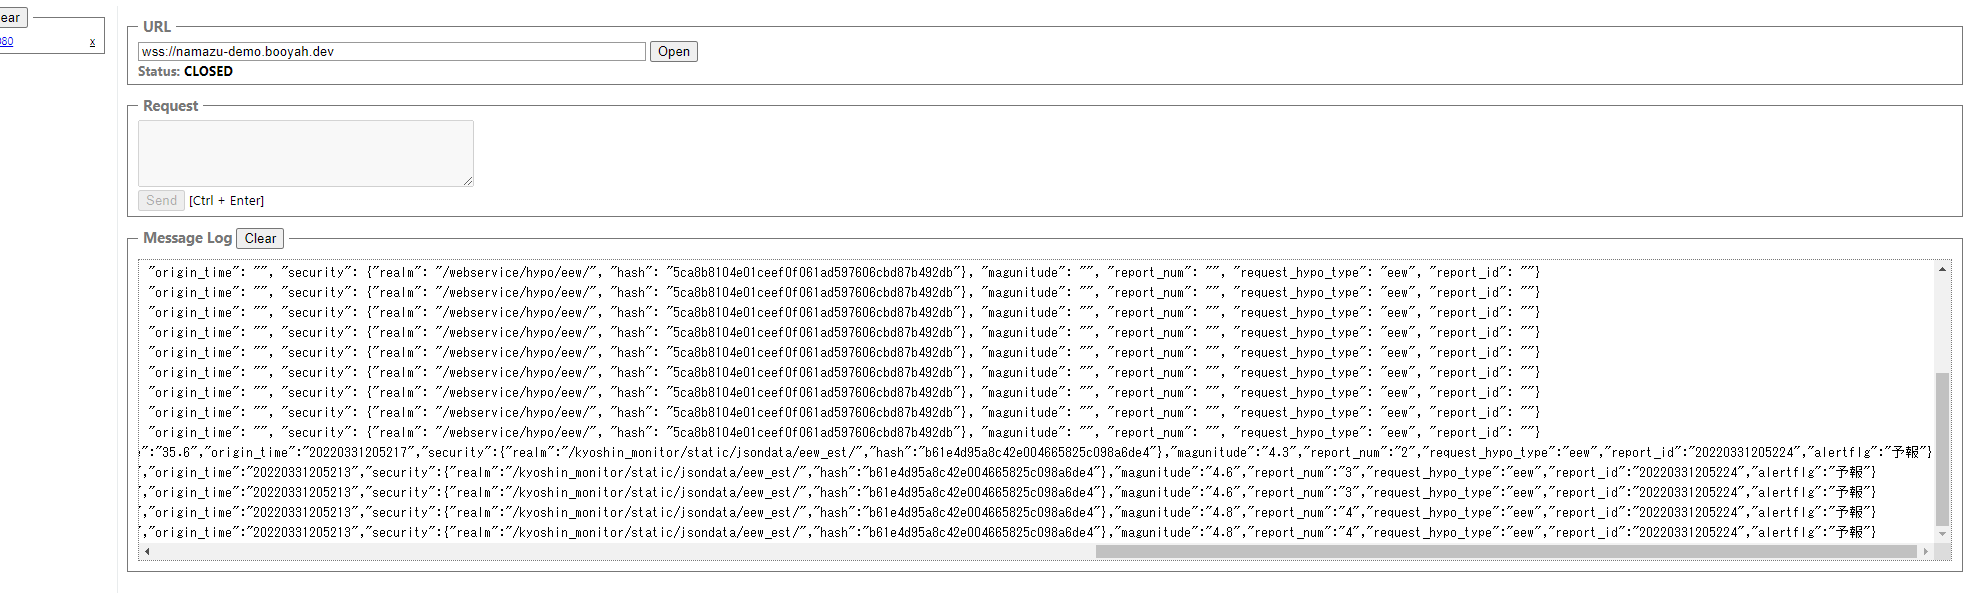 ear
080 x
URL
wss://namazu-demo.booyah.dev Open
Status: CLOSED
Request
Send [Ctrl + Enter]
Message Log Clear
"origin_time": "", "security": {"realm": "/webservice/hypo/eew/", "hash": "5ca8b8104e01ceef0f061ad597606cbd87b492db"}, "magunitude": "", "report_num": "", "request_hypo_type": "eew", "report_id": ""}
"origin_time": "", "security": {"realm": "/webservice/hypo/eew/", "hash": "5ca8b8104e01ceef0f061ad597606cbd87b492db"}, "magunitude": "", "report_num": "", "request_hypo_type": "eew", "report_id": ""}
"origin_time": "", "security": {"realm": "/webservice/hypo/eew/", "hash": "5ca8b8104e01ceef0f061ad597606cbd87b492db"}, "magunitude": "", "report_num": "", "request_hypo_type": "eew", "report_id": ""}
"origin_time": "", "security": {"realm": "/webservice/hypo/eew/", "hash": "5ca8b8104e01ceef0f061ad597606cbd87b492db"}, "magunitude": "", "report_num": "", "request_hypo_type": "eew", "report_id": ""}
"origin_time": "", "security": {"realm": "/webservice/hypo/eew/", "hash": "5ca8b8104e01ceef0f061ad597606cbd87b492db"}, "magunitude": "", "report_num": "", "request_hypo_type": "eew", "report_id": ""}
"origin_time": "", "security": {"realm": "/webservice/hypo/eew/", "hash": "5ca8b8104e01ceef0f061ad597606cbd87b492db"}, "magunitude": "", "report_num": "", "request_hypo_type": "eew", "report_id": ""}
"origin_time": "", "security": {"realm": "/webservice/hypo/eew/", "hash": "5ca8b8104e01ceef0f061ad597606cbd87b492db"}, "magunitude": "", "report_num": "", "request_hypo_type": "eew", "report_id": ""}
"origin_time": "", "security": {"realm": "/webservice/hypo/eew/", "hash": "5ca8b8104e01ceef0f061ad597606cbd87b492db"}, "magunitude": "", "report_num": "", "request_hypo_type": "eew", "report_id": ""}
"origin_time": "", "security": {"realm": "/webservice/hypo/eew/", "hash": "5ca8b8104e01ceef0f061ad597606cbd87b492db"}, "magunitude": "", "report_num": "", "request_hypo_type": "eew", "report_id": ""}
":"35.6","origin_time":"20220331205217","security":{"realm":"/kyoshin_monitor/static/jsondata/eew_est/","hash":"b61e4d95a8c42e004665825c098a6de4"},"magnitude":"4.3","report_num":"2","request_hypo_type":"eew","report_id":"20220331205224","alertflg":"予報"}
,"origin_time":"20220331205213","security":{"realm":"/kyoshin_monitor/static/jsondata/eew_est/","hash":"b61e4d95a8c42e004665825c098a6de4"},"magnitude":"4.6","report_num":"3","request_hypo_type":"eew","report_id":"20220331205224","alertflg":"予報"}
,"origin_time":"20220331205213","security":{"realm":"/kyoshin_monitor/static/jsondata/eew_est/","hash":"b61e4d95a8c42e004665825c098a6de4"},"magnitude":"4.6","report_num":"3","request_hypo_type":"eew","report_id":"20220331205224","alertflg":"予報"}
,"origin_time":"20220331205213","security":{"realm":"/kyoshin_monitor/static/jsondata/eew_est/","hash":"b61e4d95a8c42e004665825c098a6de4"},"magnitude":"4.8","report_num":"4","request_hypo_type":"eew","report_id":"20220331205224","alertflg":"予報"}
,"origin_time":"20220331205213","security":{"realm":"/kyoshin_monitor/static/jsondata/eew_est/","hash":"b61e4d95a8c42e004665825c098a6de4"},"magnitude":"4.8","report_num":"4","request_hypo_type":"eew","report_id":"20220331205224","alertflg":"予報"}